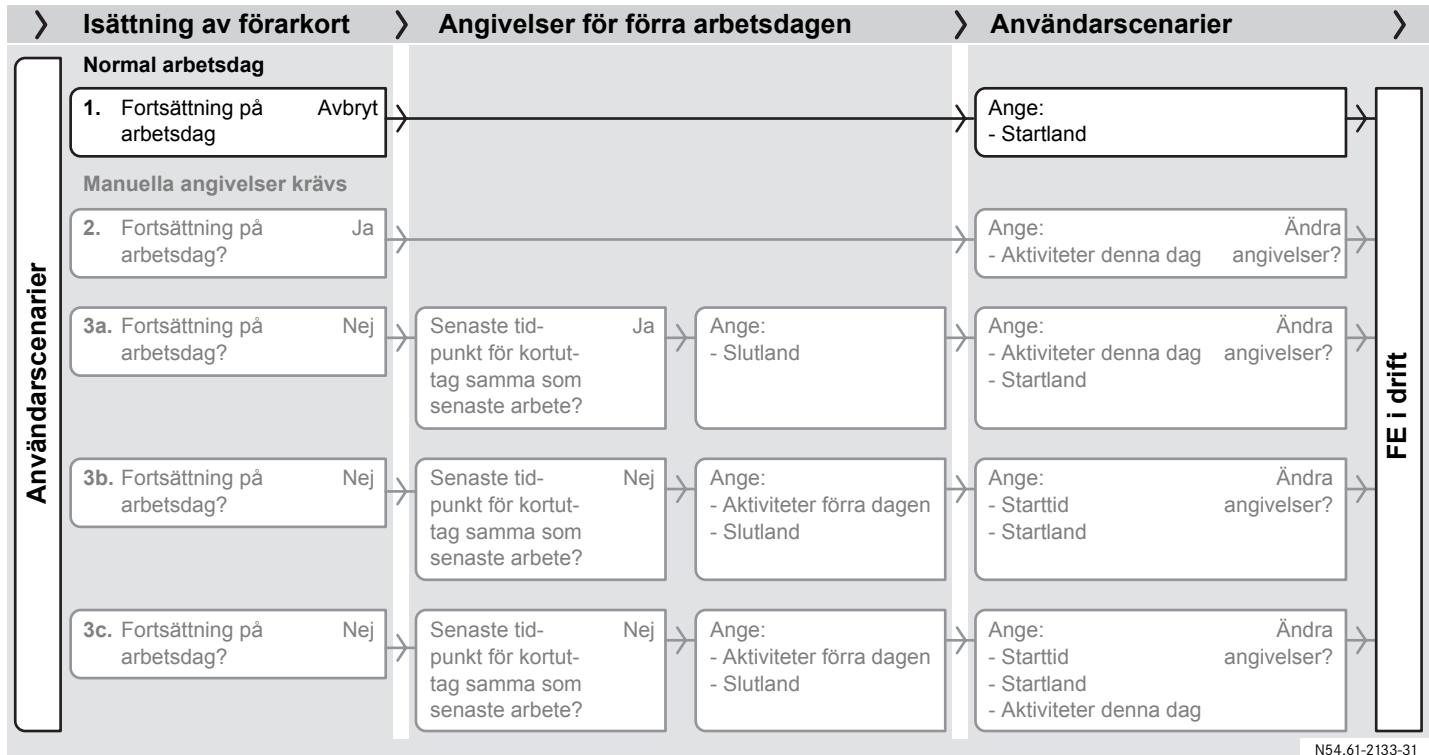 Isättning av förarkort
Angivelser för förra arbetsdagen
Användarscenarier
Användarscenarier
Normal arbetsdag
1. Fortsättning på Avbryt
arbetsdag
Ange:
- Startland
Manuella angivelser krävs
2. Fortsättning på Ja
arbetsdag?
Ange: Ändra
- Aktiviteter denna dag angivelser?
3a. Fortsättning på Nej
arbetsdag?
Senaste tid- Ja
punkt för kortut-
tag samma som
senaste arbete?
Ange:
- Slutland
Ange: Ändra
- Aktiviteter denna dag angivelser?
- Startland
3b. Fortsättning på Nej
arbetsdag?
Senaste tid- Nej
punkt för kortut-
tag samma som
senaste arbete?
Ange:
- Aktiviteter förra dagen
- Slutland
Ange: Ändra
- Starttid angivelser?
- Startland
3c. Fortsättning på Nej
arbetsdag?
Senaste tid- Nej
punkt för kortut-
tag samma som
senaste arbete?
Ange:
- Aktiviteter förra dagen
- Slutland
Ange: Ändra
- Starttid angivelser?
- Startland
- Aktiviteter denna dag
FE i drift
N54.61-2133-31